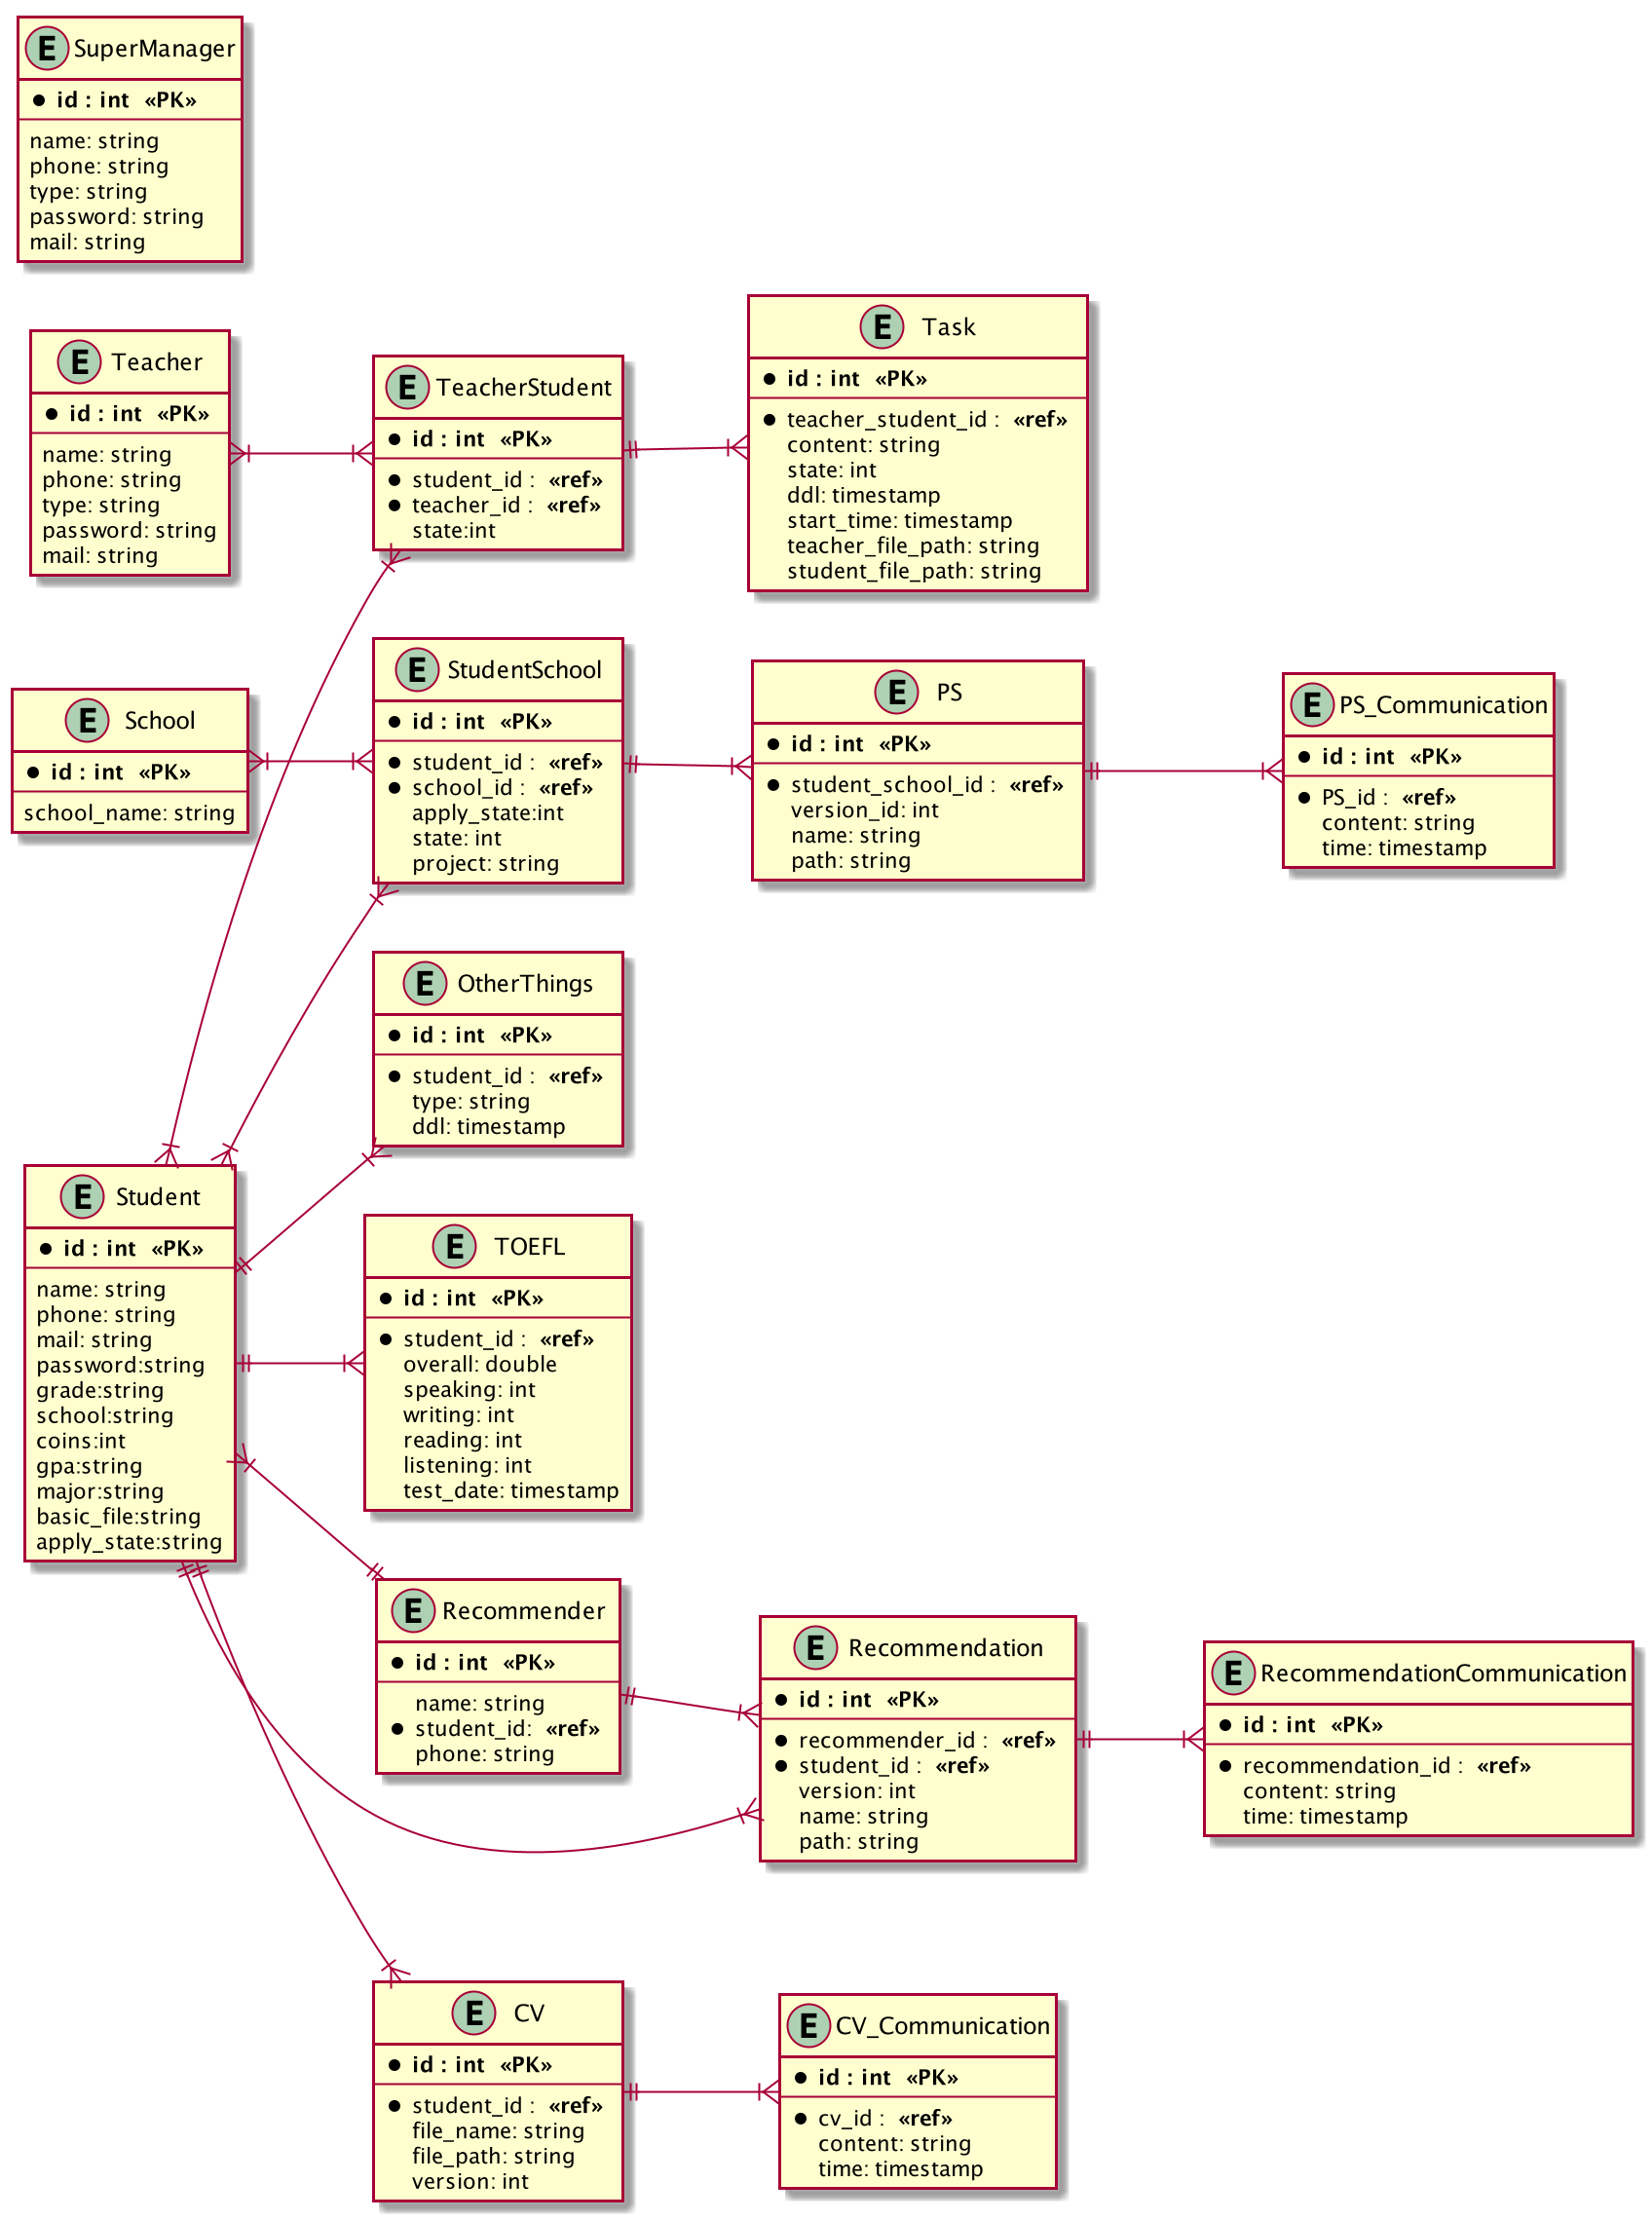 E SuperManager
id : int «PK»
name: string
phone: string
type: string
password: string
mail: string
E Teacher
id : int «PK»
name: string
phone: string
type: string
password: string
mail: string
E TeacherStudent
id : int «PK»
student_id : «ref»
teacher_id : «ref»
state:int
E Task
id : int «PK»
teacher_student_id : «ref»
content: string
state: int
ddl: timestamp
start_time: timestamp
teacher_file_path: string
student_file_path: string
E School
id : int «PK»
school_name: string
E StudentSchool
id : int «PK»
student_id : «ref»
school_id : «ref»
apply_state:int
state: int
project: string
E PS
id : int «PK»
student_school_id : «ref»
version_id: int
name: string
path: string
E PS_Communication
id : int «PK»
PS_id : «ref»
content: string
time: timestamp
E OtherThings
id : int «PK»
student_id : «ref»
type: string
ddl: timestamp
E Student
id : int «PK»
name: string
phone: string
mail: string
password:string
grade:string
school:string
coins:int
gpa:string
major:string
basic_file:string
apply_state:string
E TOEFL
id : int «PK»
student_id : «ref»
overall: double
speaking: int
writing: int
reading: int
listening: int
test_date: timestamp
E Recommender
id : int «PK»
name: string
student_id: «ref»
phone: string
E Recommendation
id : int «PK»
recommender_id : «ref»
student_id : «ref»
version: int
name: string
path: string
E RecommendationCommunication
id : int «PK»
recommendation_id : «ref»
content: string
time: timestamp
E CV
id : int «PK»
student_id : «ref»
file_name: string
file_path: string
version: int
E CV_Communication
id : int «PK»
cv_id : «ref»
content: string
time: timestamp